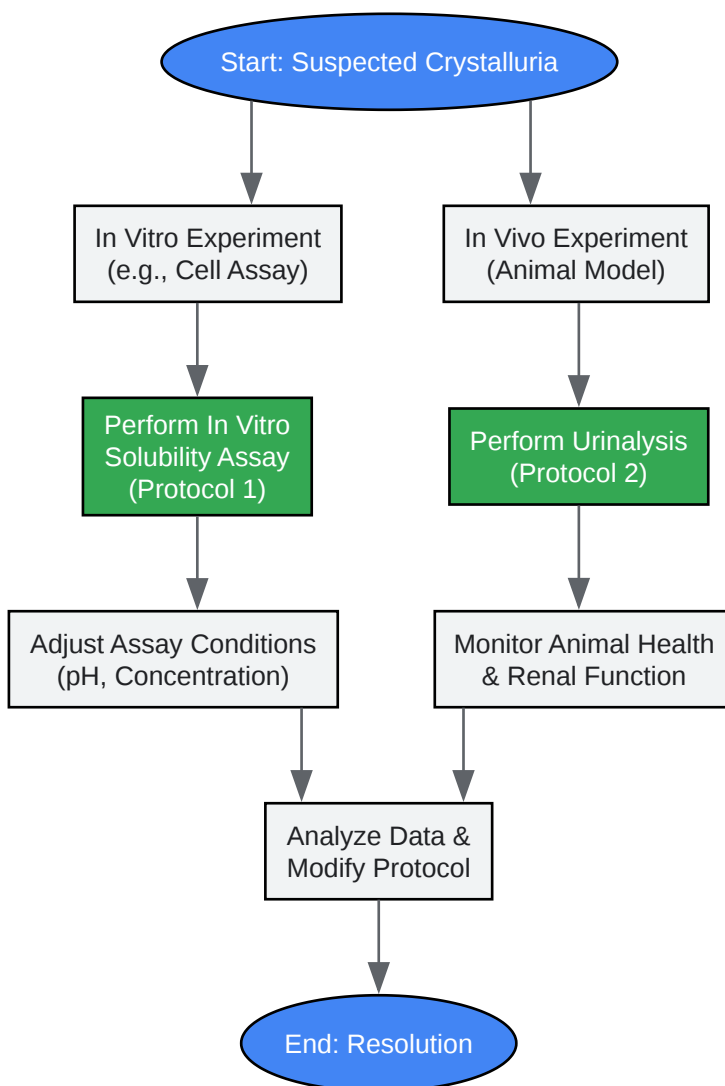 Start: Suspected Crystalluria
In Vitro Experiment
(e.g., Cell Assay)
In Vivo Experiment
(Animal Model)
Perform In Vitro
Solubility Assay
(Protocol 1)
Perform Urinalysis
(Protocol 2)
Adjust Assay Conditions
(pH, Concentration)
Monitor Animal Health
& Renal Function
Analyze Data &
Modify Protocol
End: Resolution